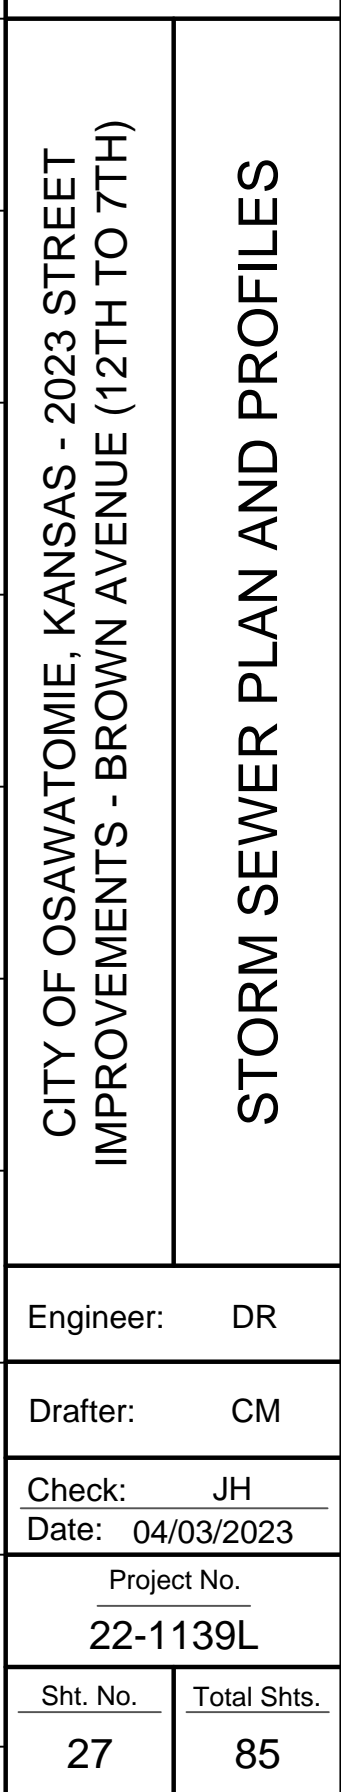 CITY OF OSAWATOMIE, KANSAS - 2023 STREET
IMPROVEMENTS - BROWN AVENUE (12TH TO 7TH)
STORM SEWER PLAN AND PROFILES
Engineer: DR
Drafter: CM
Check: JH
Date: 04/03/2023
Project No.
22-1139L
Sht. No. Total Shts.
27 85